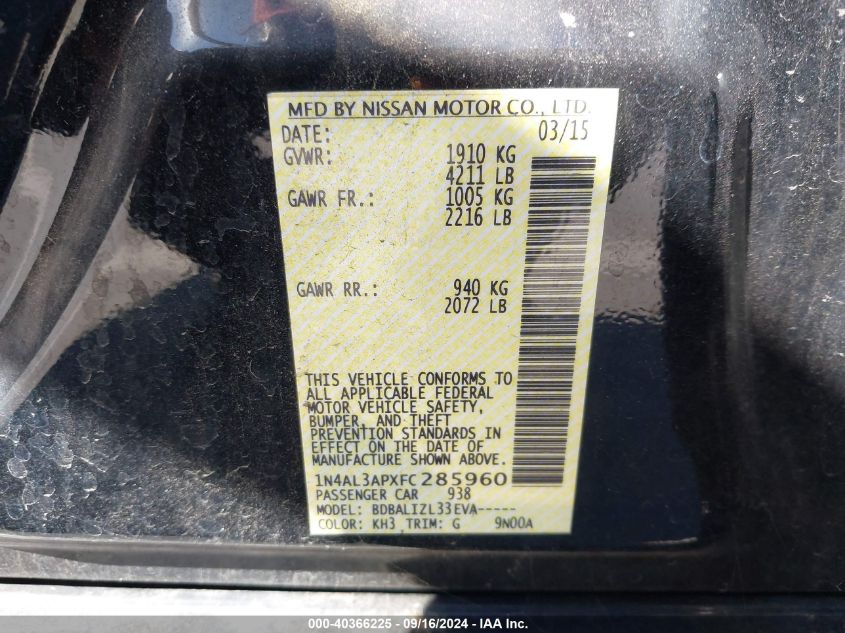 MFD BY NISSAN MOTOR CO., LTD.
DATE: 03/15
GVWR: 1910 KG
4211 LB
GAWR FR.: 1005 KG
2216 LB
GAWR RR.: 940 KG
2072 LB
THIS VEHICLE CONFORMS TO
ALL APPLICABLE FEDERAL
MOTOR VEHICLE SAFETY,
BUMPER, AND THEFT
PREVENTION STANDARDS IN
EFFECT ON THE DATE OF
MANUFACTURE SHOWN ABOVE.
1N4AL3APXFC285960
PASSENGER CAR 938
MODEL: BDBALIZL33EVA-----
COLOR: KH3 TRIM: G 9N00A
000-40366225 - 09/16/2024 - IAA Inc.